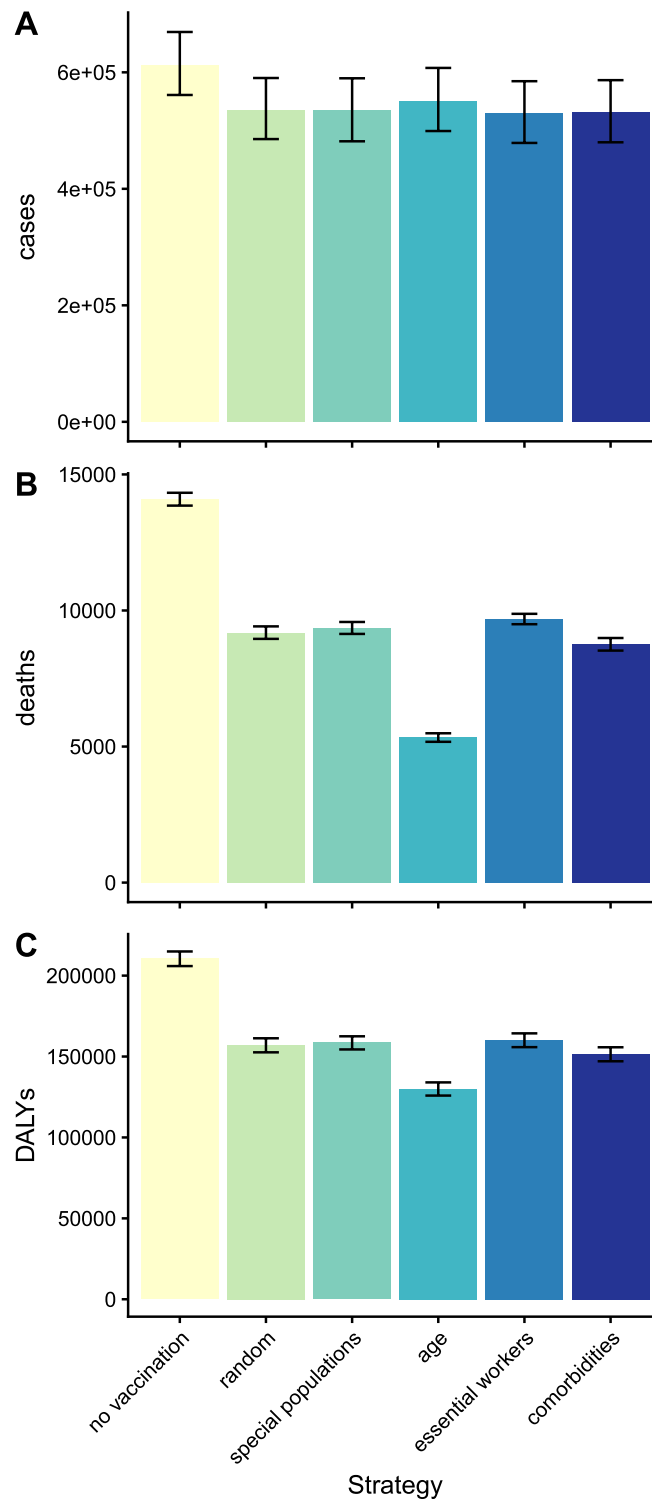 A
cases
6e+05
4e+05
2e+05
0e+00
B
deaths
15000
10000
5000
0
C
DALYs
200000
150000
100000
50000
0
no vaccination
random
special populations
age
essential workers
comorbidities
Strategy